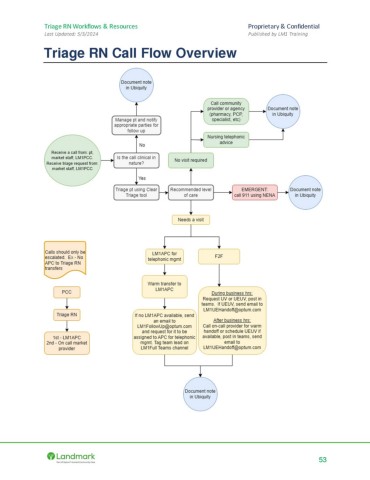 Triage RN Workflows & Resources
Proprietary & Confidential
Last Updated: 5/3/2024
Published by LM1 Training
Triage RN Call Flow Overview
Document note
in Ubiquity
Manage pt and notify
appropriate parties for
follow up
Call community
provider or agency
(pharmacy, PCP,
specialist, etc)
Document note
in Ubiquity
Nursing telephonic
advice
No
Receive a call from: pt,
market staff, LM1PCC.
Receive triage request from
market staff, LM1PCC
Is the call clinical in
nature?
No visit required
Yes
Triage pt using Clear
Triage tool
Recommended level
of care
EMERGENT
call 911 using NENA
Document note
in Ubiquity
Needs a visit
Calls should only be
escalated. Ex - No
APC to Triage RN
transfers
LM1APC for
telephonic mgmt
F2F
PCC
Warm transfer to
LM1APC
Triage RN
1st - LM1APC
2nd - On call market
provider
If no LM1APC available, send
an email to
LM1FollowUp@optum.com
and request for it to be
assigned to APC for telephonic
mgmt. Tag team lead on
LM1Full Teams channel
During business hrs:
Request UV or UEUV, post in
teams. If UEUV, send email to
LM1UEHandoff@optum.com
After business hrs:
Call on-call provider for warm
handoff or schedule UEUV if
available, post in teams, send
email to
LM1UEHandoff@optum.com
Document note
in Ubiquity
Landmark
53